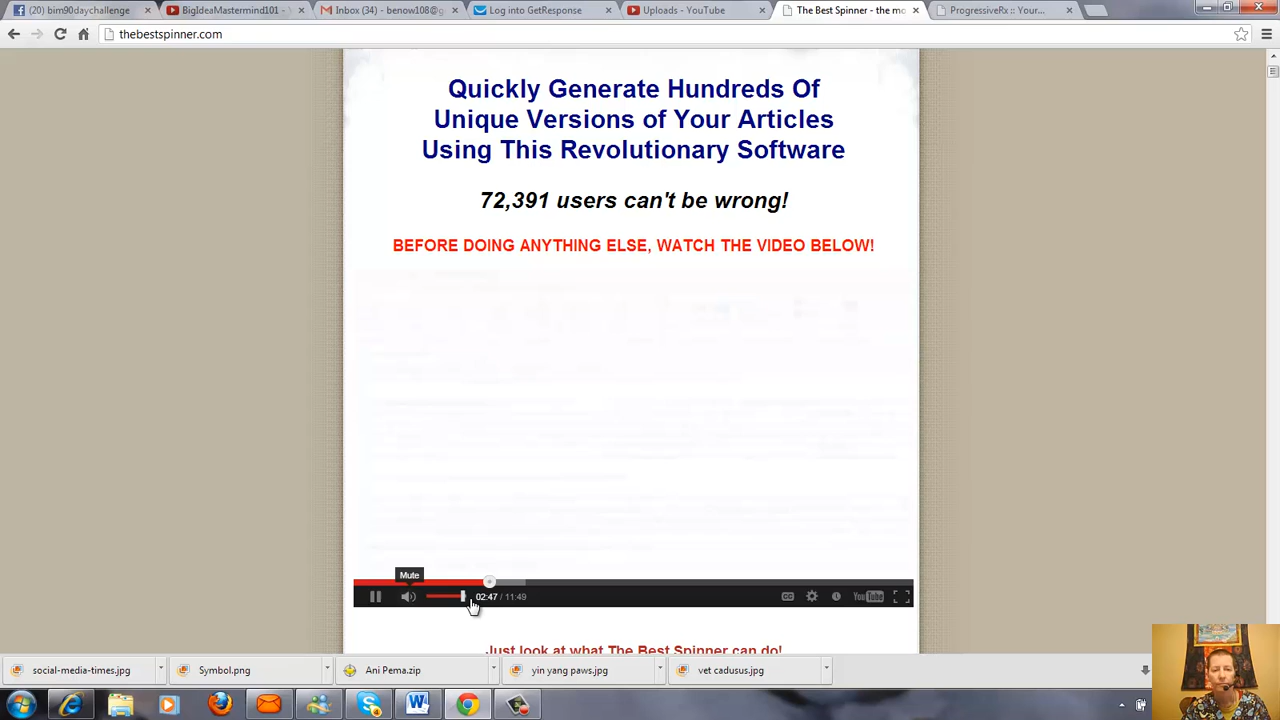 (20) bim90daychallenge
BigIdeaMastermind101 -
Inbox (34) - benow108@g
Log into GetResponse
Uploads - YouTube
The Best Spinner - the mo
ProgressiveRx :: Your...
thebestspinner.com
Quickly Generate Hundreds Of
Unique Versions of Your Articles
Using This Revolutionary Software
72,391 users can't be wrong!
BEFORE DOING ANYTHING ELSE, WATCH THE VIDEO BELOW!
Mute
02:47 / 11:49
CC
YouTube
Just look at what The Best Spinner can do!
social-media-times.jpg
Symbol.png
Ani Pema.zip
yin yang paws.jpg
vet cadusus.jpg